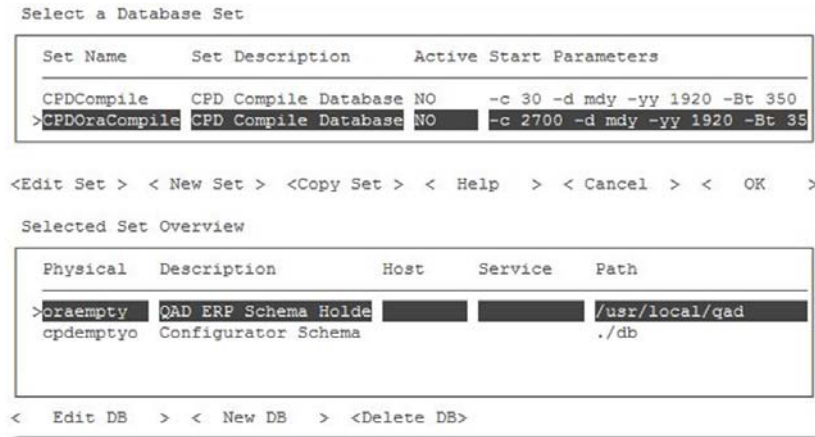 Select a Database Set
Set Name Set Description Active Start Parameters
CPDCompile CPD Compile Database NO -c 30 -d mdy -yy 1920 -Bt 350
>CPDOraCompile CPD Compile Database NO -c 2700 -d mdy -yy 1920 -Bt 35
<Edit Set > < New Set > <Copy Set > < Help > < Cancel > < OK >
Selected Set Overview
Physical Description Host Service Path
>oraempty QAD ERP Schema Holde /usr/local/qad
cpdemptyo Configurator Schema ./db
< Edit DB > < New DB > <Delete DB>